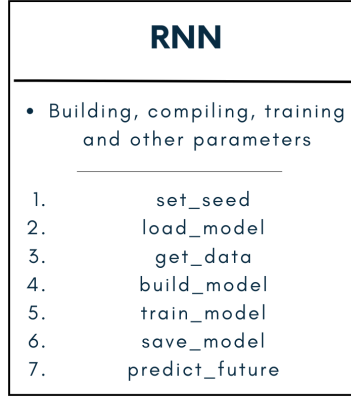 RNN
• Building, compiling, training
and other parameters
1. set_seed
2. load_model
3. get_data
4. build_model
5. train_model
6. save_model
7. predict_future